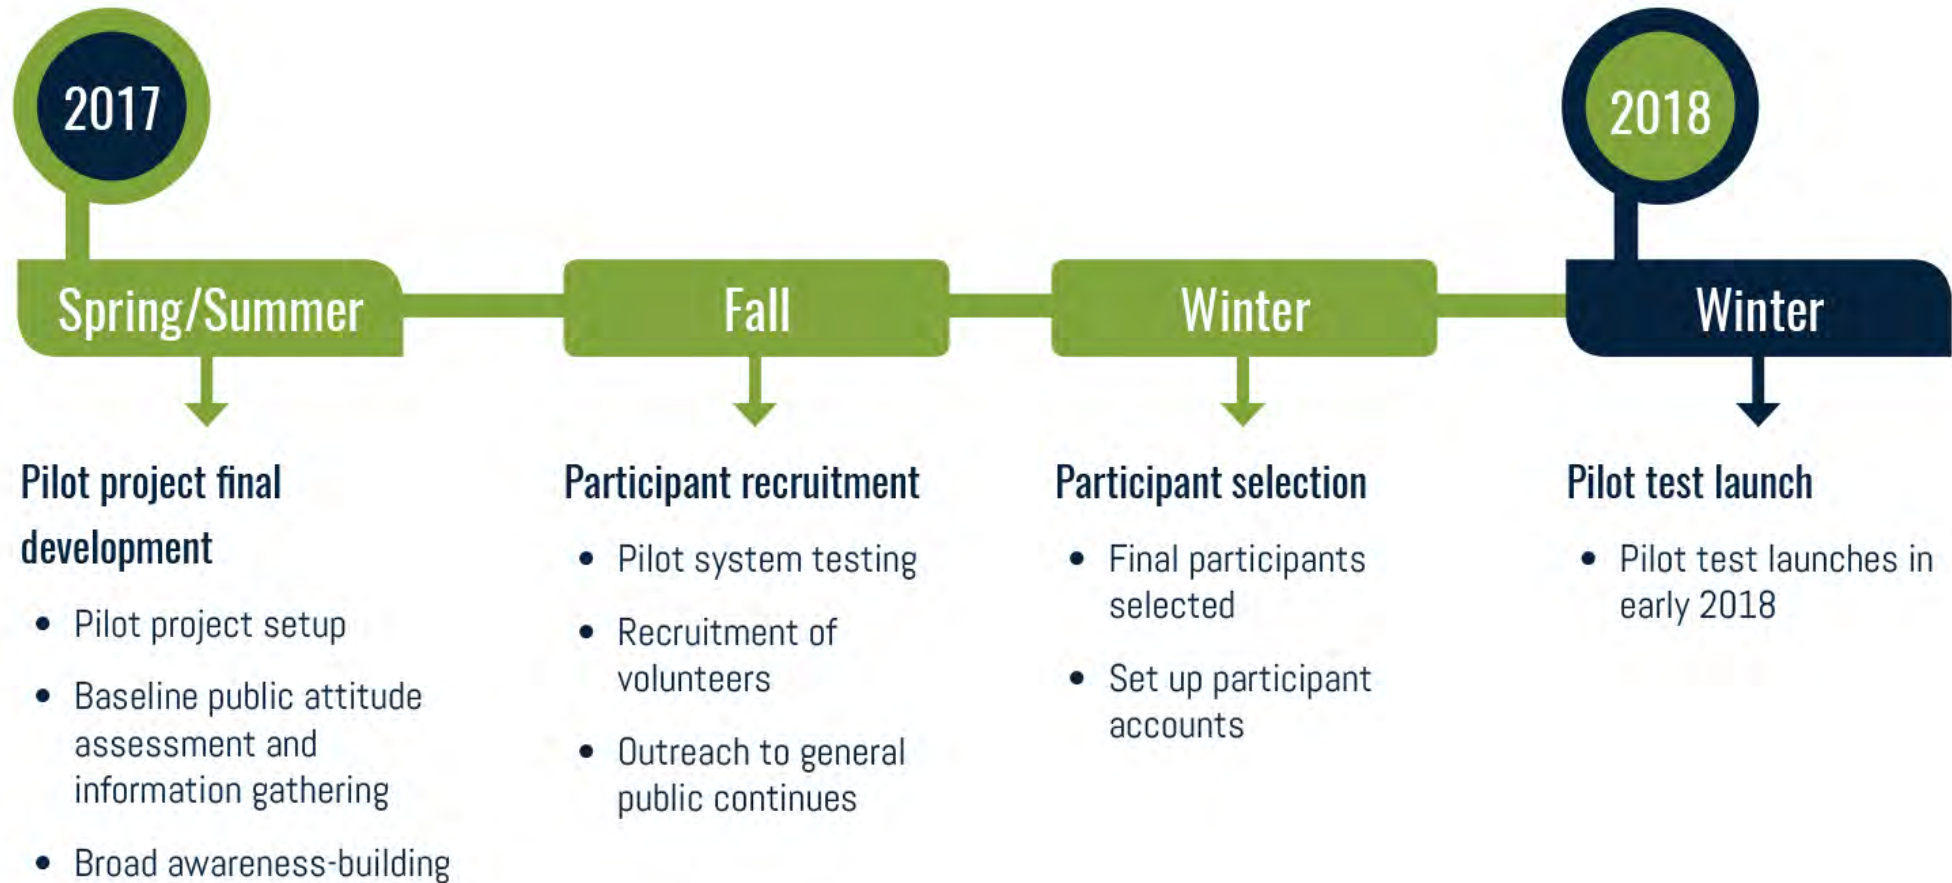 2017
2018
Spring/Summer
Fall
Winter
Winter
Pilot project final
development
• Pilot project setup
• Baseline public attitude
assessment and
information gathering
• Broad awareness-building
Participant recruitment
• Pilot system testing
• Recruitment of
volunteers
• Outreach to general
public continues
Participant selection
• Final participants
selected
• Set up participant
accounts
Pilot test launch
• Pilot test launches in
early 2018